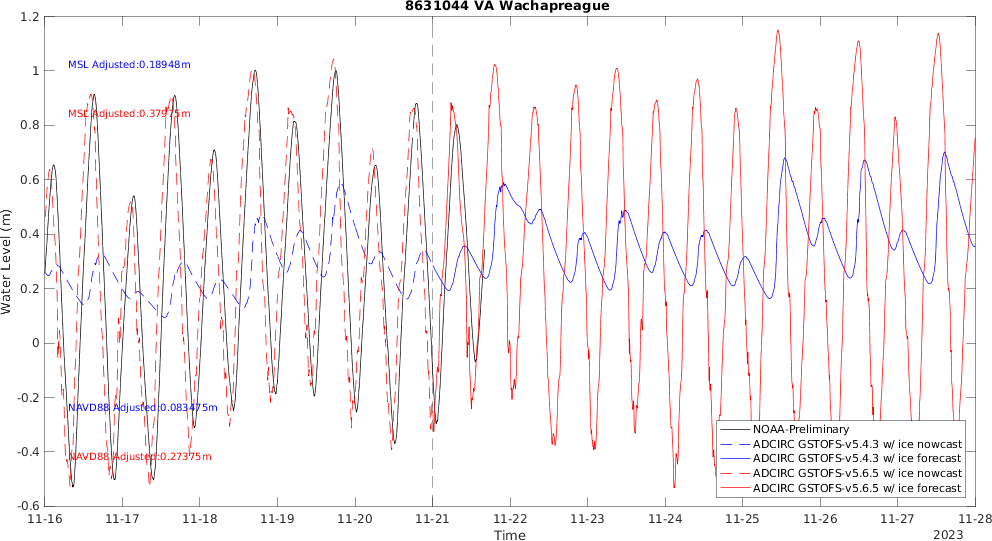 8631044 VA Wachapreague
1.2
1
0.8
0.6
0.4
0.2
0
-0.2
-0.4
-0.6
Water Level (m)
MSL Adjusted:0.18948m
MSL Adjusted:0.37975m
NAVD88 Adjusted:0.083475m
NAVD88 Adjusted:0.27375m
NOAA-Preliminary
ADCIRC GSTOFS-v5.4.3 w/ ice nowcast
ADCIRC GSTOFS-v5.4.3 w/ ice forecast
ADCIRC GSTOFS-v5.6.5 w/ ice nowcast
ADCIRC GSTOFS-v5.6.5 w/ ice forecast
11-16 11-17 11-18 11-19 11-20 11-21 11-22 11-23 11-24 11-25 11-26 11-27 11-28
Time
2023